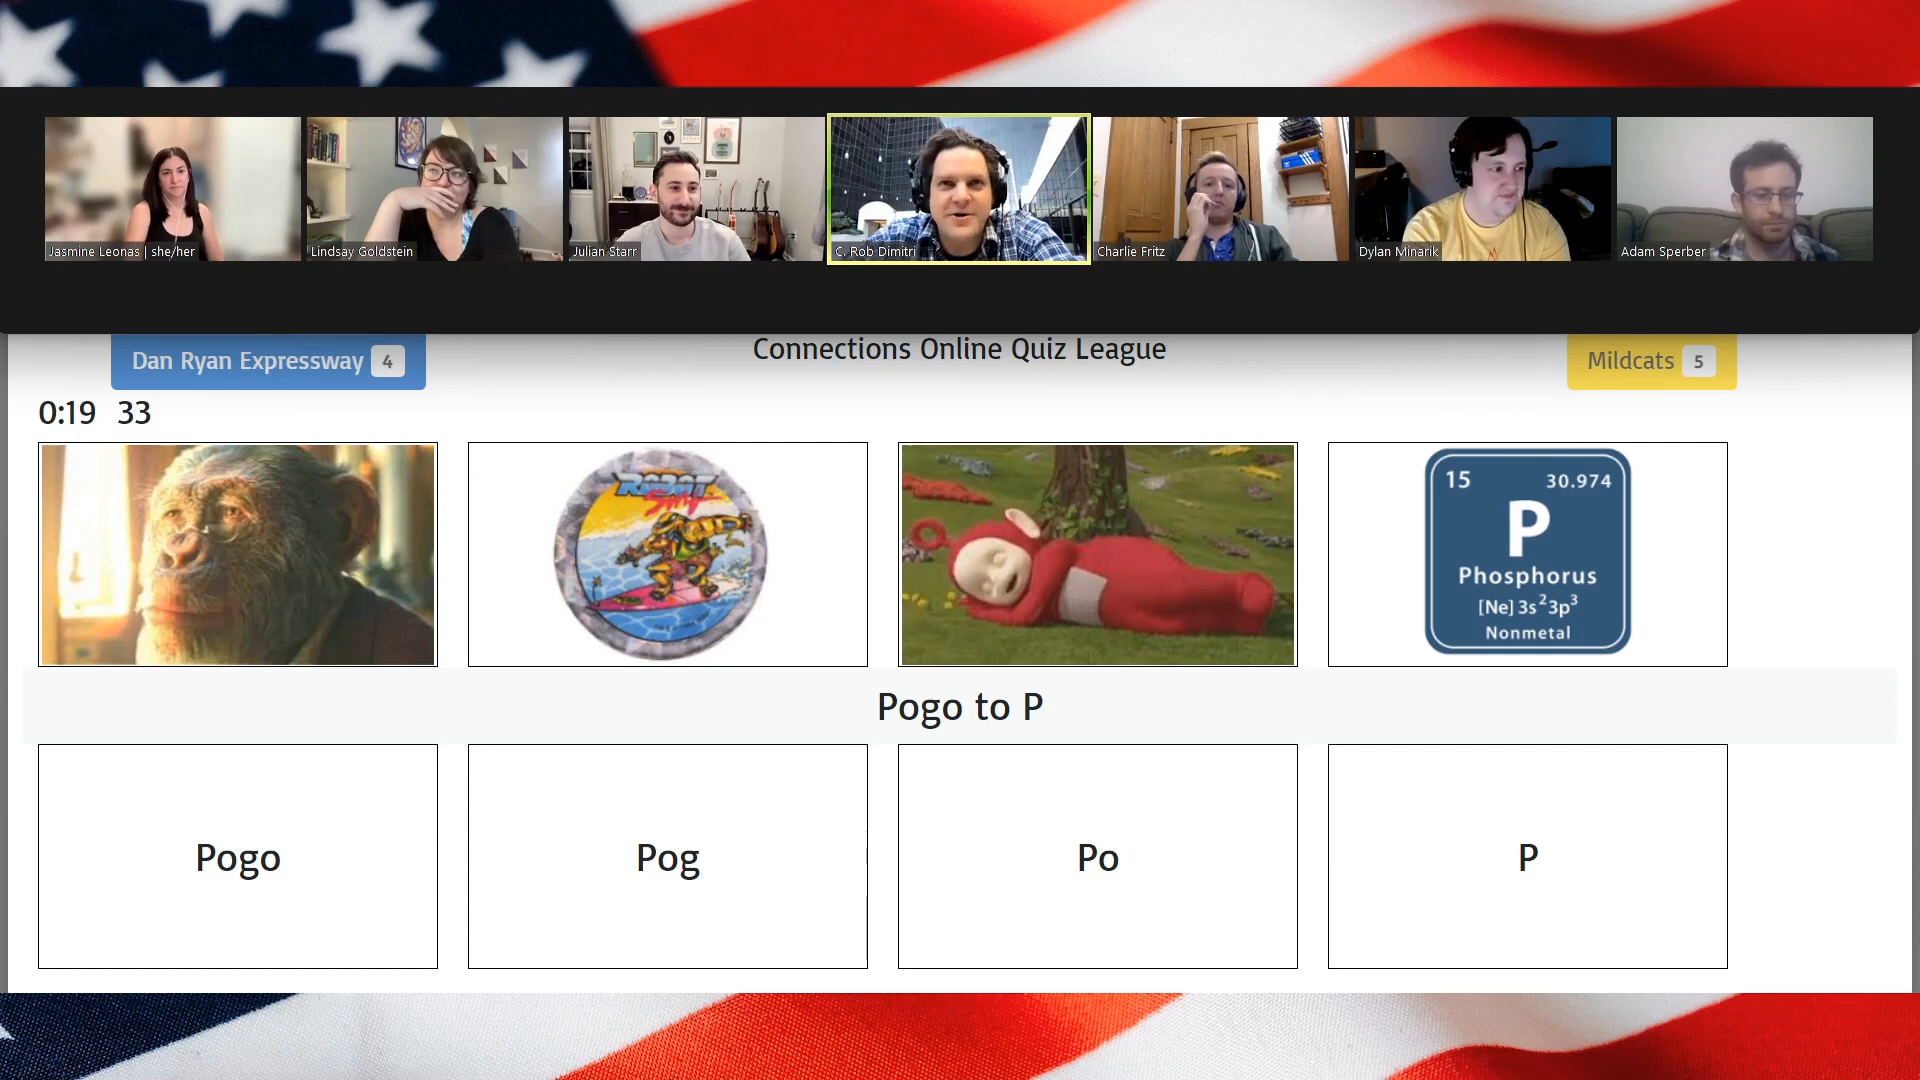 Jasmine Leonas | she/her
Lindsay Goldstein
Julian Starr
C. Rob Dimitri
Charlie Fritz
Dylan Minarik
Adam Sperber
Dan Ryan Expressway 4
Connections Online Quiz League
Mildcats 5
0:19 33
ROBOT
Surf
15 30.974
P
Phosphorus
[Ne] 3s²3p³
Nonmetal
Pogo to P
Pogo
Pog
Po
P